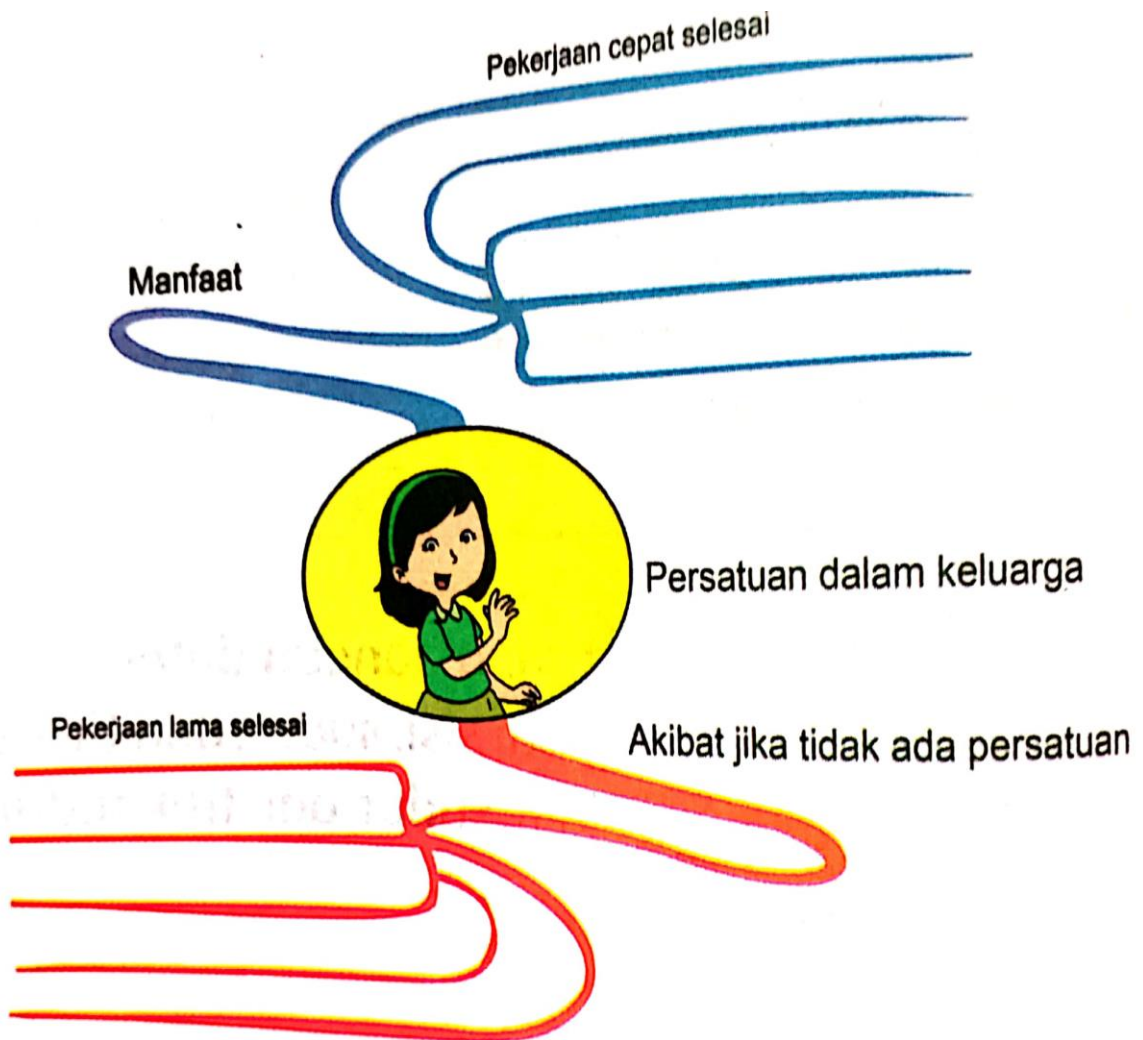 Pekerjaan cepat selesai
Manfaat
Persatuan dalam keluarga
Pekerjaan lama selesai
Akibat jika tidak ada persatuan